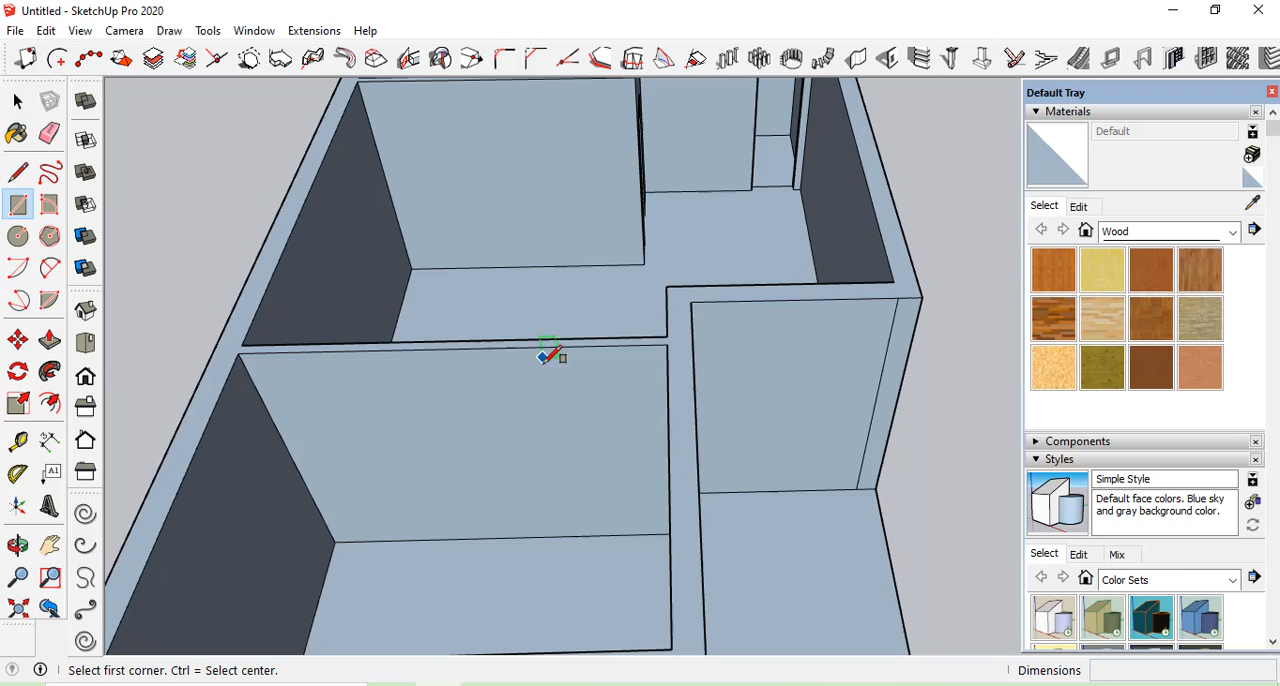 Untitled - SketchUp Pro 2020
File Edit View Camera Draw Tools Window Extensions Help
Default Tray
Materials
Default
Select Edit
Wood
Components
Styles
Simple Style
Default face colors. Blue sky
and gray background color.
Select Edit Mix
Color Sets
A1
Select first corner. Ctrl = Select center.
Dimensions